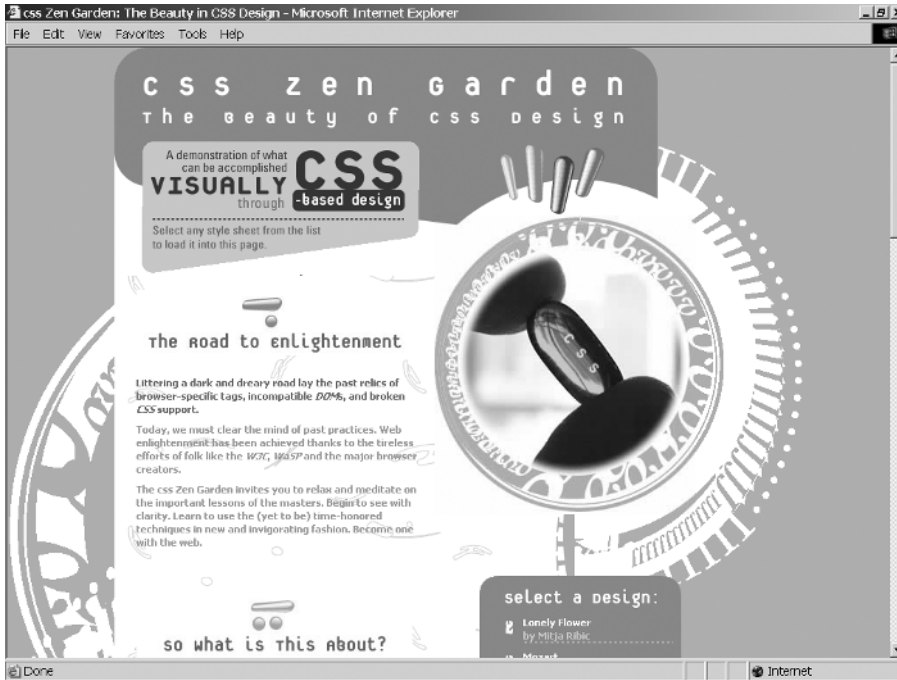 css Zen Garden: The Beauty in CSS Design - Microsoft Internet Explorer
File Edit View Favorites Tools Help
css Zen Garden
The Beauty of CSS Design
A demonstration of what
can be accomplished
VISUALLY
through
CSS
-based design
Select any style sheet from the list
to load it into this page.
The Road to Enlightenment
Littering a dark and dreary road lay the past relics of
browser-specific tags, incompatible DOMs, and broken
CSS support.
Today, we must clear the mind of past practices. Web
enlightenment has been achieved thanks to the tireless
efforts of folk like the W3C, WaSP and the major browser
creators.
The css Zen Garden invites you to relax and meditate on
the important lessons of the masters. Begin to see with
clarity. Learn to use the (yet to be) time-honored
techniques in new and invigorating fashion. Become one
with the web.
So What is This About?
CSS
select a Design:
Lonely Flower
by Mitja Ribic
Mozart
Done
Internet